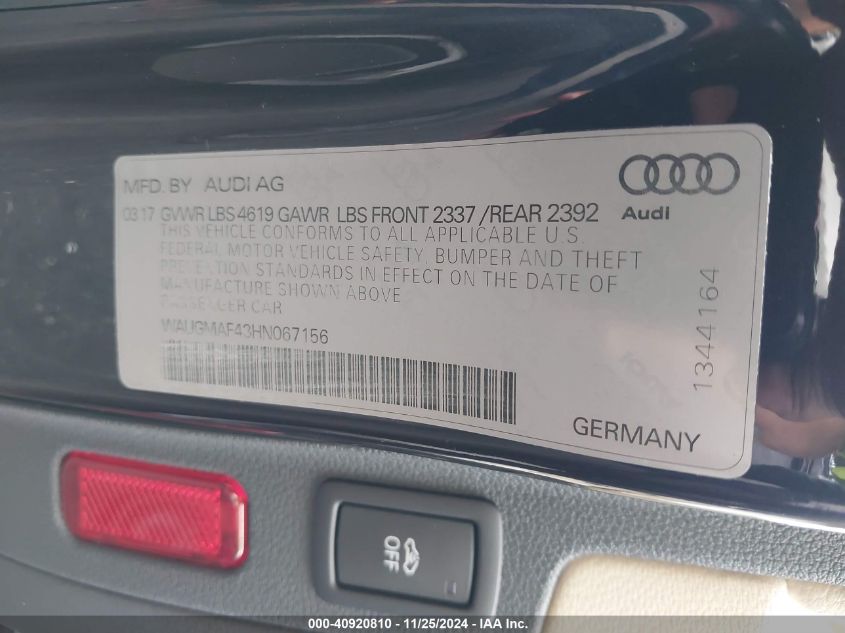 MFD. BY AUDI AG
Audi
03 17 GVWR LBS 4619 GAWR LBS FRONT 2337 /REAR 2392
THIS VEHICLE CONFORMS TO ALL APPLICABLE U.S.
FEDERAL MOTOR VEHICLE SAFETY, BUMPER AND THEFT
PREVENTION STANDARDS IN EFFECT ON THE DATE OF
MANUFACTURE SHOWN ABOVE
PASSENGER CAR
WAUGMAF43HN067156
1344164
GERMANY
OFF
000-40920810 - 11/25/2024 - IAAI.com